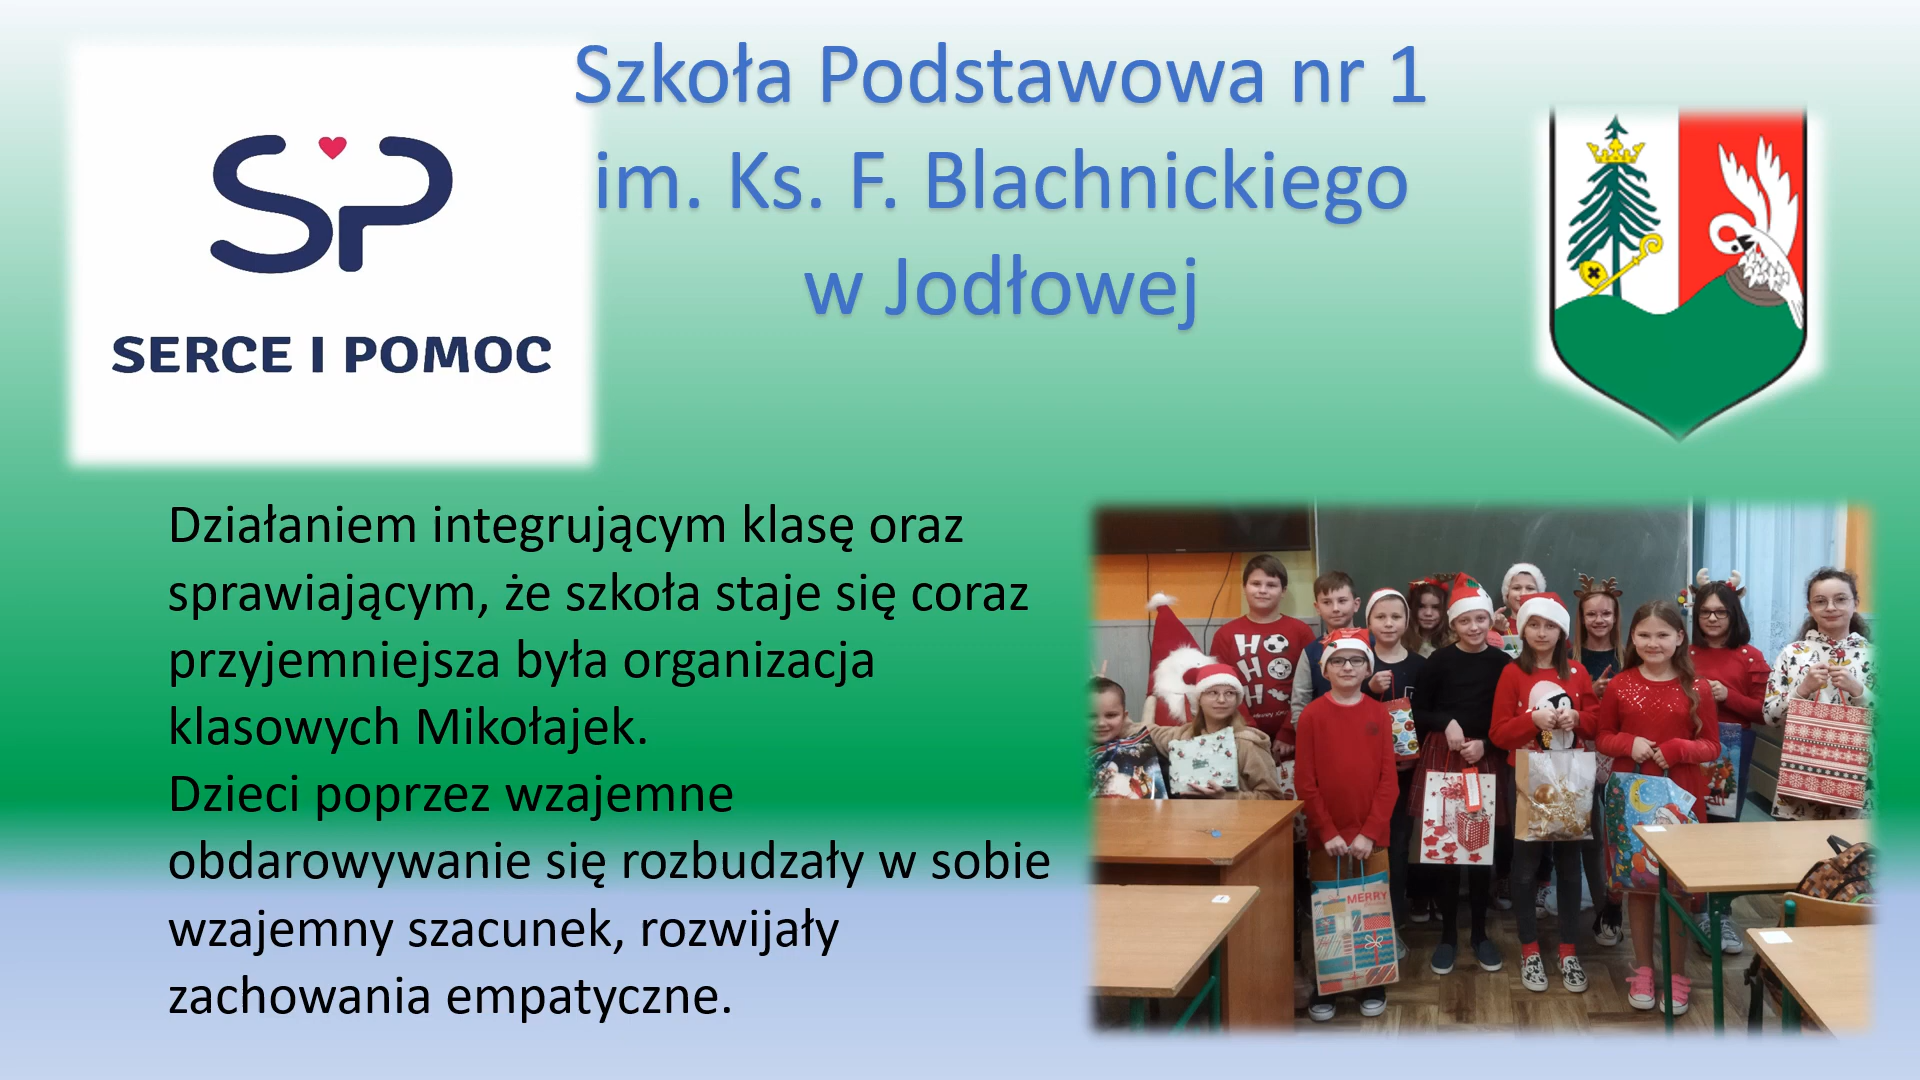 Szkoła Podstawowa nr 1
im. Ks. F. Blachnickiego
w Jodłowej
SP
SERCE I POMOC
Działaniem integrującym klasę oraz
sprawiającym, że szkoła staje się coraz
przyjemniejsza była organizacja
klasowych Mikołajek.
Dzieci poprzez wzajemne
obdarowywanie się rozbudzały w sobie
wzajemny szacunek, rozwijały
zachowania empatyczne.
HO
HO
H
MERRY